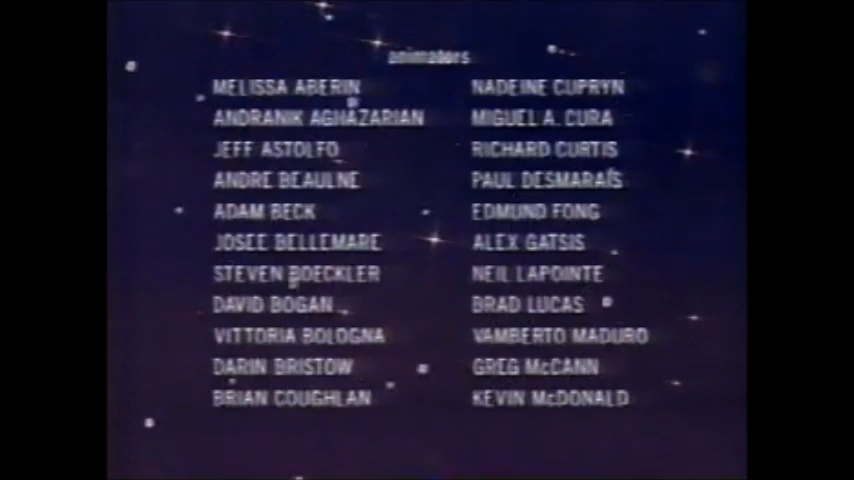 animators
MELISSA ABERIN NADEINE CUPRYN
ANDRANIK AGHAZARIAN MIGUEL A. CURA
JEFF ASTOLFO RICHARD CURTIS
ANDRE BEAULNE PAUL DESMARAIS
ADAM BECK EDMUND FONG
JOSEE BELLEMARE ALEX GATSIS
STEVEN BOECKLER NEIL LAPOINTE
DAVID BOGAN BRAD LUCAS
VITTORIA BOLOGNA VAMBERTO MADURO
DARIN BRISTOW GREG McCANN
BRIAN COUGHLAN KEVIN McDONALD